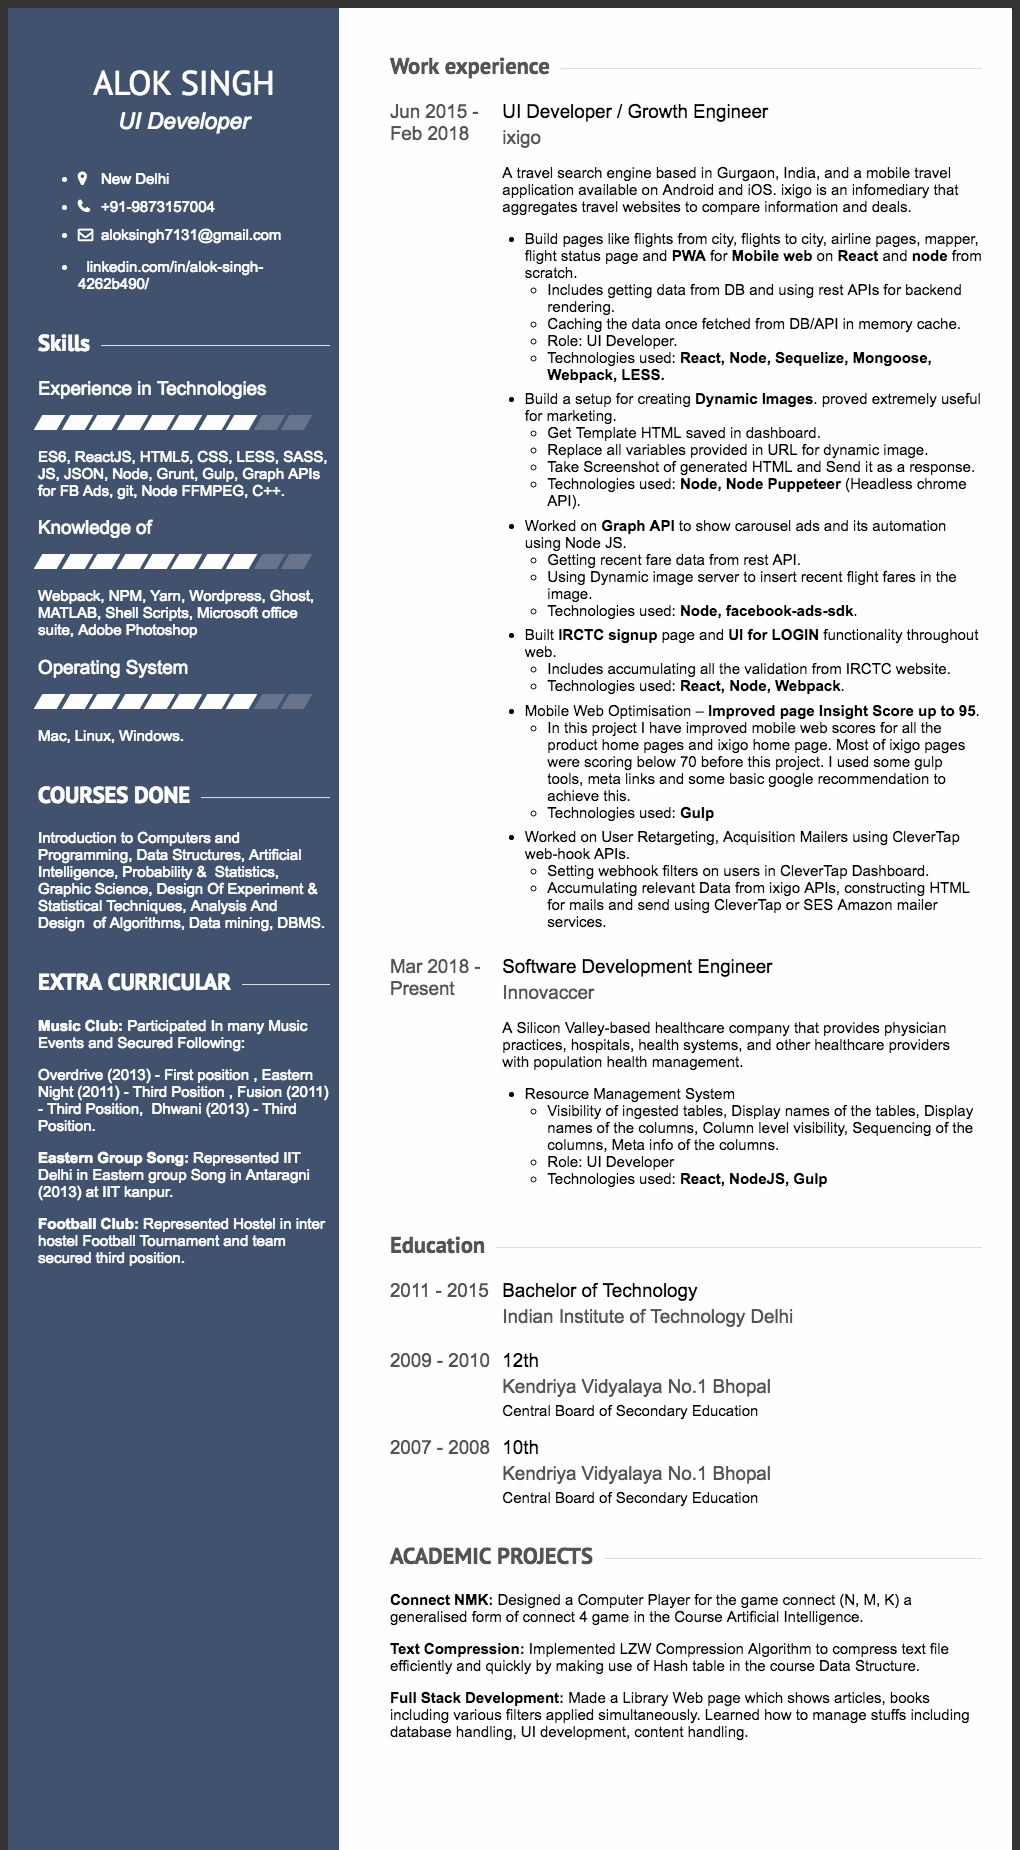 ALOK SINGH
UI Developer
New Delhi
+91-9873157004
aloksingh7131@gmail.com
linkedin.com/in/alok-singh-
4262b490/
Skills
Experience in Technologies
ES6, ReactJS, HTML5, CSS, LESS, SASS,
JS, JSON, Node, Grunt, Gulp, Graph APIs
for FB Ads, git, Node FFMPEG, C++.
Knowledge of
Webpack, NPM, Yarn, Wordpress, Ghost,
MATLAB, Shell Scripts, Microsoft office
suite, Adobe Photoshop
Operating System
Mac, Linux, Windows.
COURSES DONE
Introduction to Computers and
Programming, Data Structures, Artificial
Intelligence, Probability &  Statistics,
Graphic Science, Design Of Experiment &
Statistical Techniques, Analysis And
Design  of Algorithms, Data mining, DBMS.
EXTRA CURRICULAR
Music Club: Participated In many Music
Events and Secured Following:
Overdrive (2013) - First position , Eastern
Night (2011) - Third Position , Fusion (2011)
- Third Position,  Dhwani (2013) - Third
Position.
Eastern Group Song: Represented IIT
Delhi in Eastern group Song in Antaragni
(2013) at IIT kanpur.
Football Club: Represented Hostel in inter
hostel Football Tournament and team
secured third position.
Work experience
Jun 2015 -
Feb 2018
UI Developer / Growth Engineer
ixigo
A travel search engine based in Gurgaon, India, and a mobile travel
application available on Android and iOS. ixigo is an infomediary that
aggregates travel websites to compare information and deals.
Build pages like flights from city, flights to city, airline pages, mapper,
flight status page and PWA for Mobile web on React and node from
scratch.
Includes getting data from DB and using rest APIs for backend
rendering.
Caching the data once fetched from DB/API in memory cache.
Role: UI Developer.
Technologies used: React, Node, Sequelize, Mongoose,
Webpack, LESS.
Build a setup for creating Dynamic Images. proved extremely useful
for marketing.
Get Template HTML saved in dashboard.
Replace all variables provided in URL for dynamic image.
Take Screenshot of generated HTML and Send it as a response.
Technologies used: Node, Node Puppeteer (Headless chrome
API).
Worked on Graph API to show carousel ads and its automation
using Node JS.
Getting recent fare data from rest API.
Using Dynamic image server to insert recent flight fares in the
image.
Technologies used: Node, facebook-ads-sdk.
Built IRCTC signup page and UI for LOGIN functionality throughout
web.
Includes accumulating all the validation from IRCTC website.
Technologies used: React, Node, Webpack.
Mobile Web Optimisation – Improved page Insight Score up to 95.
In this project I have improved mobile web scores for all the
product home pages and ixigo home page. Most of ixigo pages
were scoring below 70 before this project. I used some gulp
tools, meta links and some basic google recommendation to
achieve this.
Technologies used: Gulp
Worked on User Retargeting, Acquisition Mailers using CleverTap
web-hook APIs.
Setting webhook filters on users in CleverTap Dashboard.
Accumulating relevant Data from ixigo APIs, constructing HTML
for mails and send using CleverTap or SES Amazon mailer
services.
Mar 2018 -
Present
Software Development Engineer
Innovaccer
A Silicon Valley-based healthcare company that provides physician
practices, hospitals, health systems, and other healthcare providers
with population health management.
Resource Management System
Visibility of ingested tables, Display names of the tables, Display
names of the columns, Column level visibility, Sequencing of the
columns, Meta info of the columns.
Role: UI Developer
Technologies used: React, NodeJS, Gulp
Education
2011 - 2015 Bachelor of Technology
Indian Institute of Technology Delhi
2009 - 2010 12th
Kendriya Vidyalaya No.1 Bhopal
Central Board of Secondary Education
2007 - 2008 10th
Kendriya Vidyalaya No.1 Bhopal
Central Board of Secondary Education
ACADEMIC PROJECTS
Connect NMK: Designed a Computer Player for the game connect (N, M, K) a
generalised form of connect 4 game in the Course Artificial Intelligence.
Text Compression: Implemented LZW Compression Algorithm to compress text file
efficiently and quickly by making use of Hash table in the course Data Structure.
Full Stack Development: Made a Library Web page which shows articles, books
including various filters applied simultaneously. Learned how to manage stuffs including
database handling, UI development, content handling.